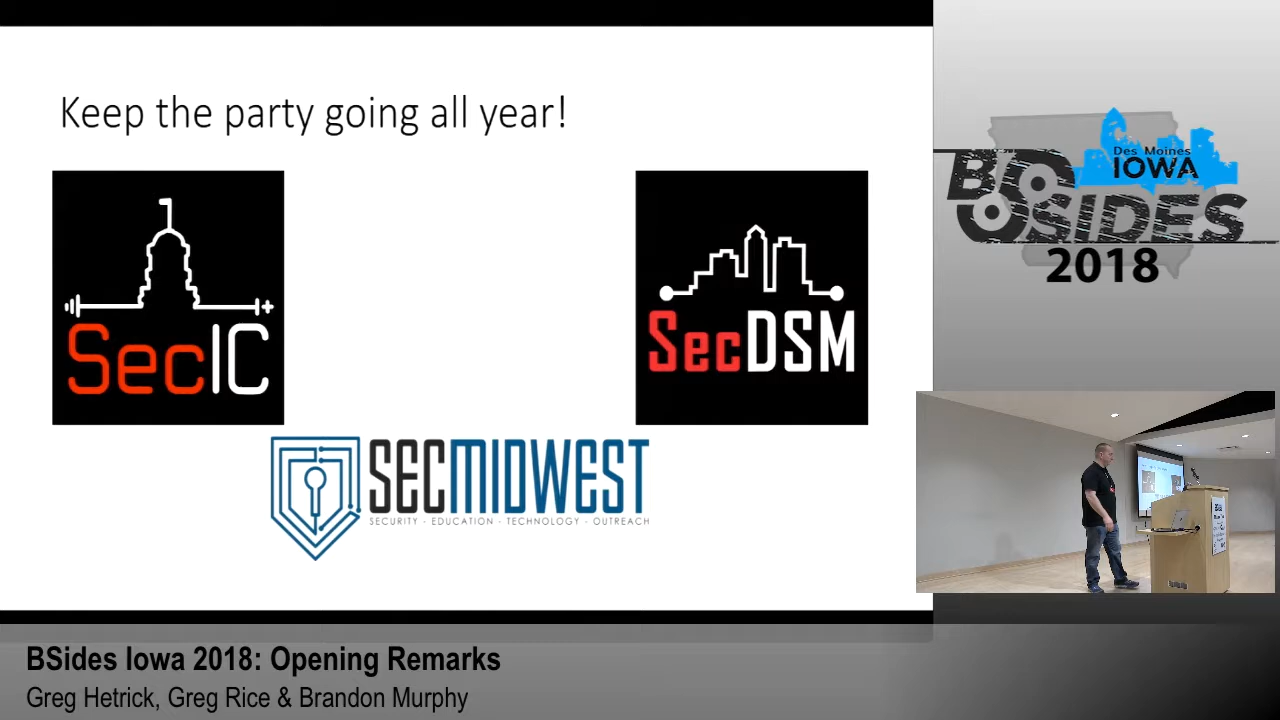 Keep the party going all year!
SecIC
SecDSM
SECMIDWEST
SECURITY - EDUCATION - TECHNOLOGY - OUTREACH
Des Moines
IOWA
BSIDES
2018
BSides Iowa 2018: Opening Remarks
Greg Hetrick, Greg Rice & Brandon Murphy